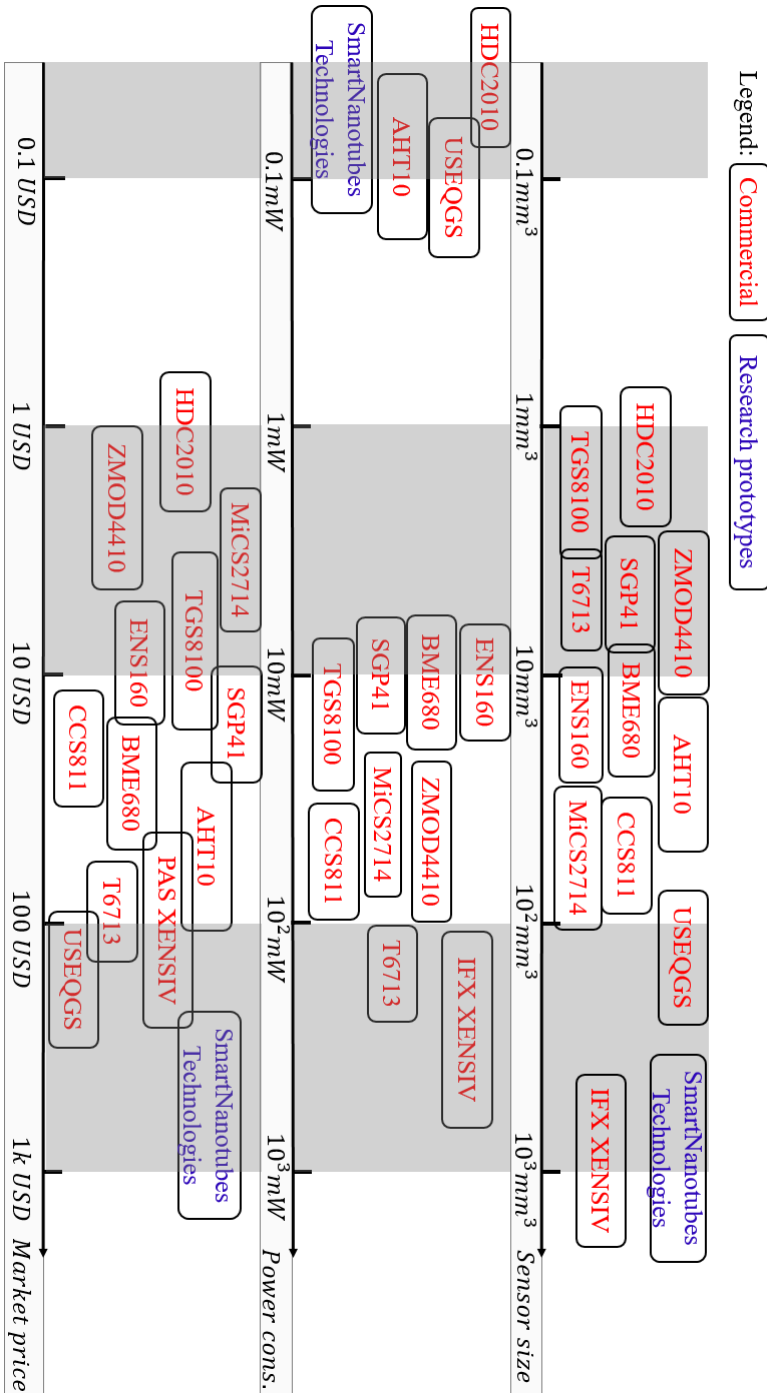 Legend:
Commercial
Research prototypes
HDC2010
ZMOD4410
AHT10
USEQGS
SmartNanotubes
Technologies
TGS8100
T6713
SGP41
BME680
ENS160
CCS811
MiCS2714
IFX XENSIV
0.1mm³
1mm³
10mm³
10²mm³
10³mm³
Sensor size
HDC2010
USEQGS
AHT10
SmartNanotubes
Technologies
ENS160
BME680
SGP41
TGS8100
ZMOD4410
MiCS2714
CCS811
IFX XENSIV
T6713
0.1mW
1mW
10mW
10²mW
10³mW
Power cons.
HDC2010
MiCS2714
ZMOD4410
TGS8100
ENS160
SGP41
CCS811
BME680
AHT10
PAS XENSIV
T6713
USEQGS
SmartNanotubes
Technologies
0.1 USD
1 USD
10 USD
100 USD
1k USD
Market price